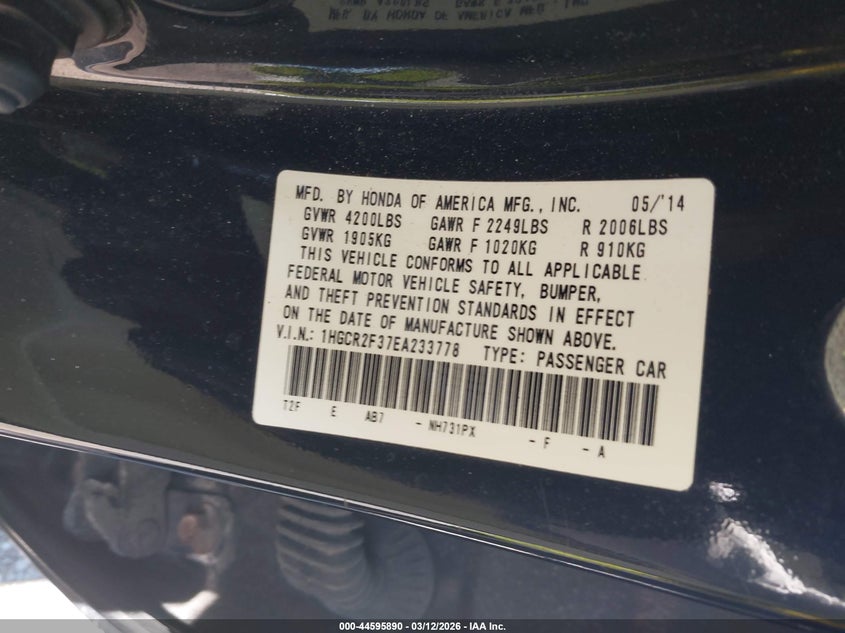 MFD. BY HONDA OF AMERICA MFG., INC. 05/'14
GVWR 4200LBS GAWR F 2249LBS R 2006LBS
GVWR 1905KG GAWR F 1020KG R 910KG
THIS VEHICLE CONFORMS TO ALL APPLICABLE
FEDERAL MOTOR VEHICLE SAFETY, BUMPER,
AND THEFT PREVENTION STANDARDS IN EFFECT
ON THE DATE OF MANUFACTURE SHOWN ABOVE.
V.I.N.: 1HGCR2F37EA233778 TYPE: PASSENGER CAR
T2F E AB7 - NH731PX - F - A
000-44595890 - 03/12/2026 - IAA Inc.